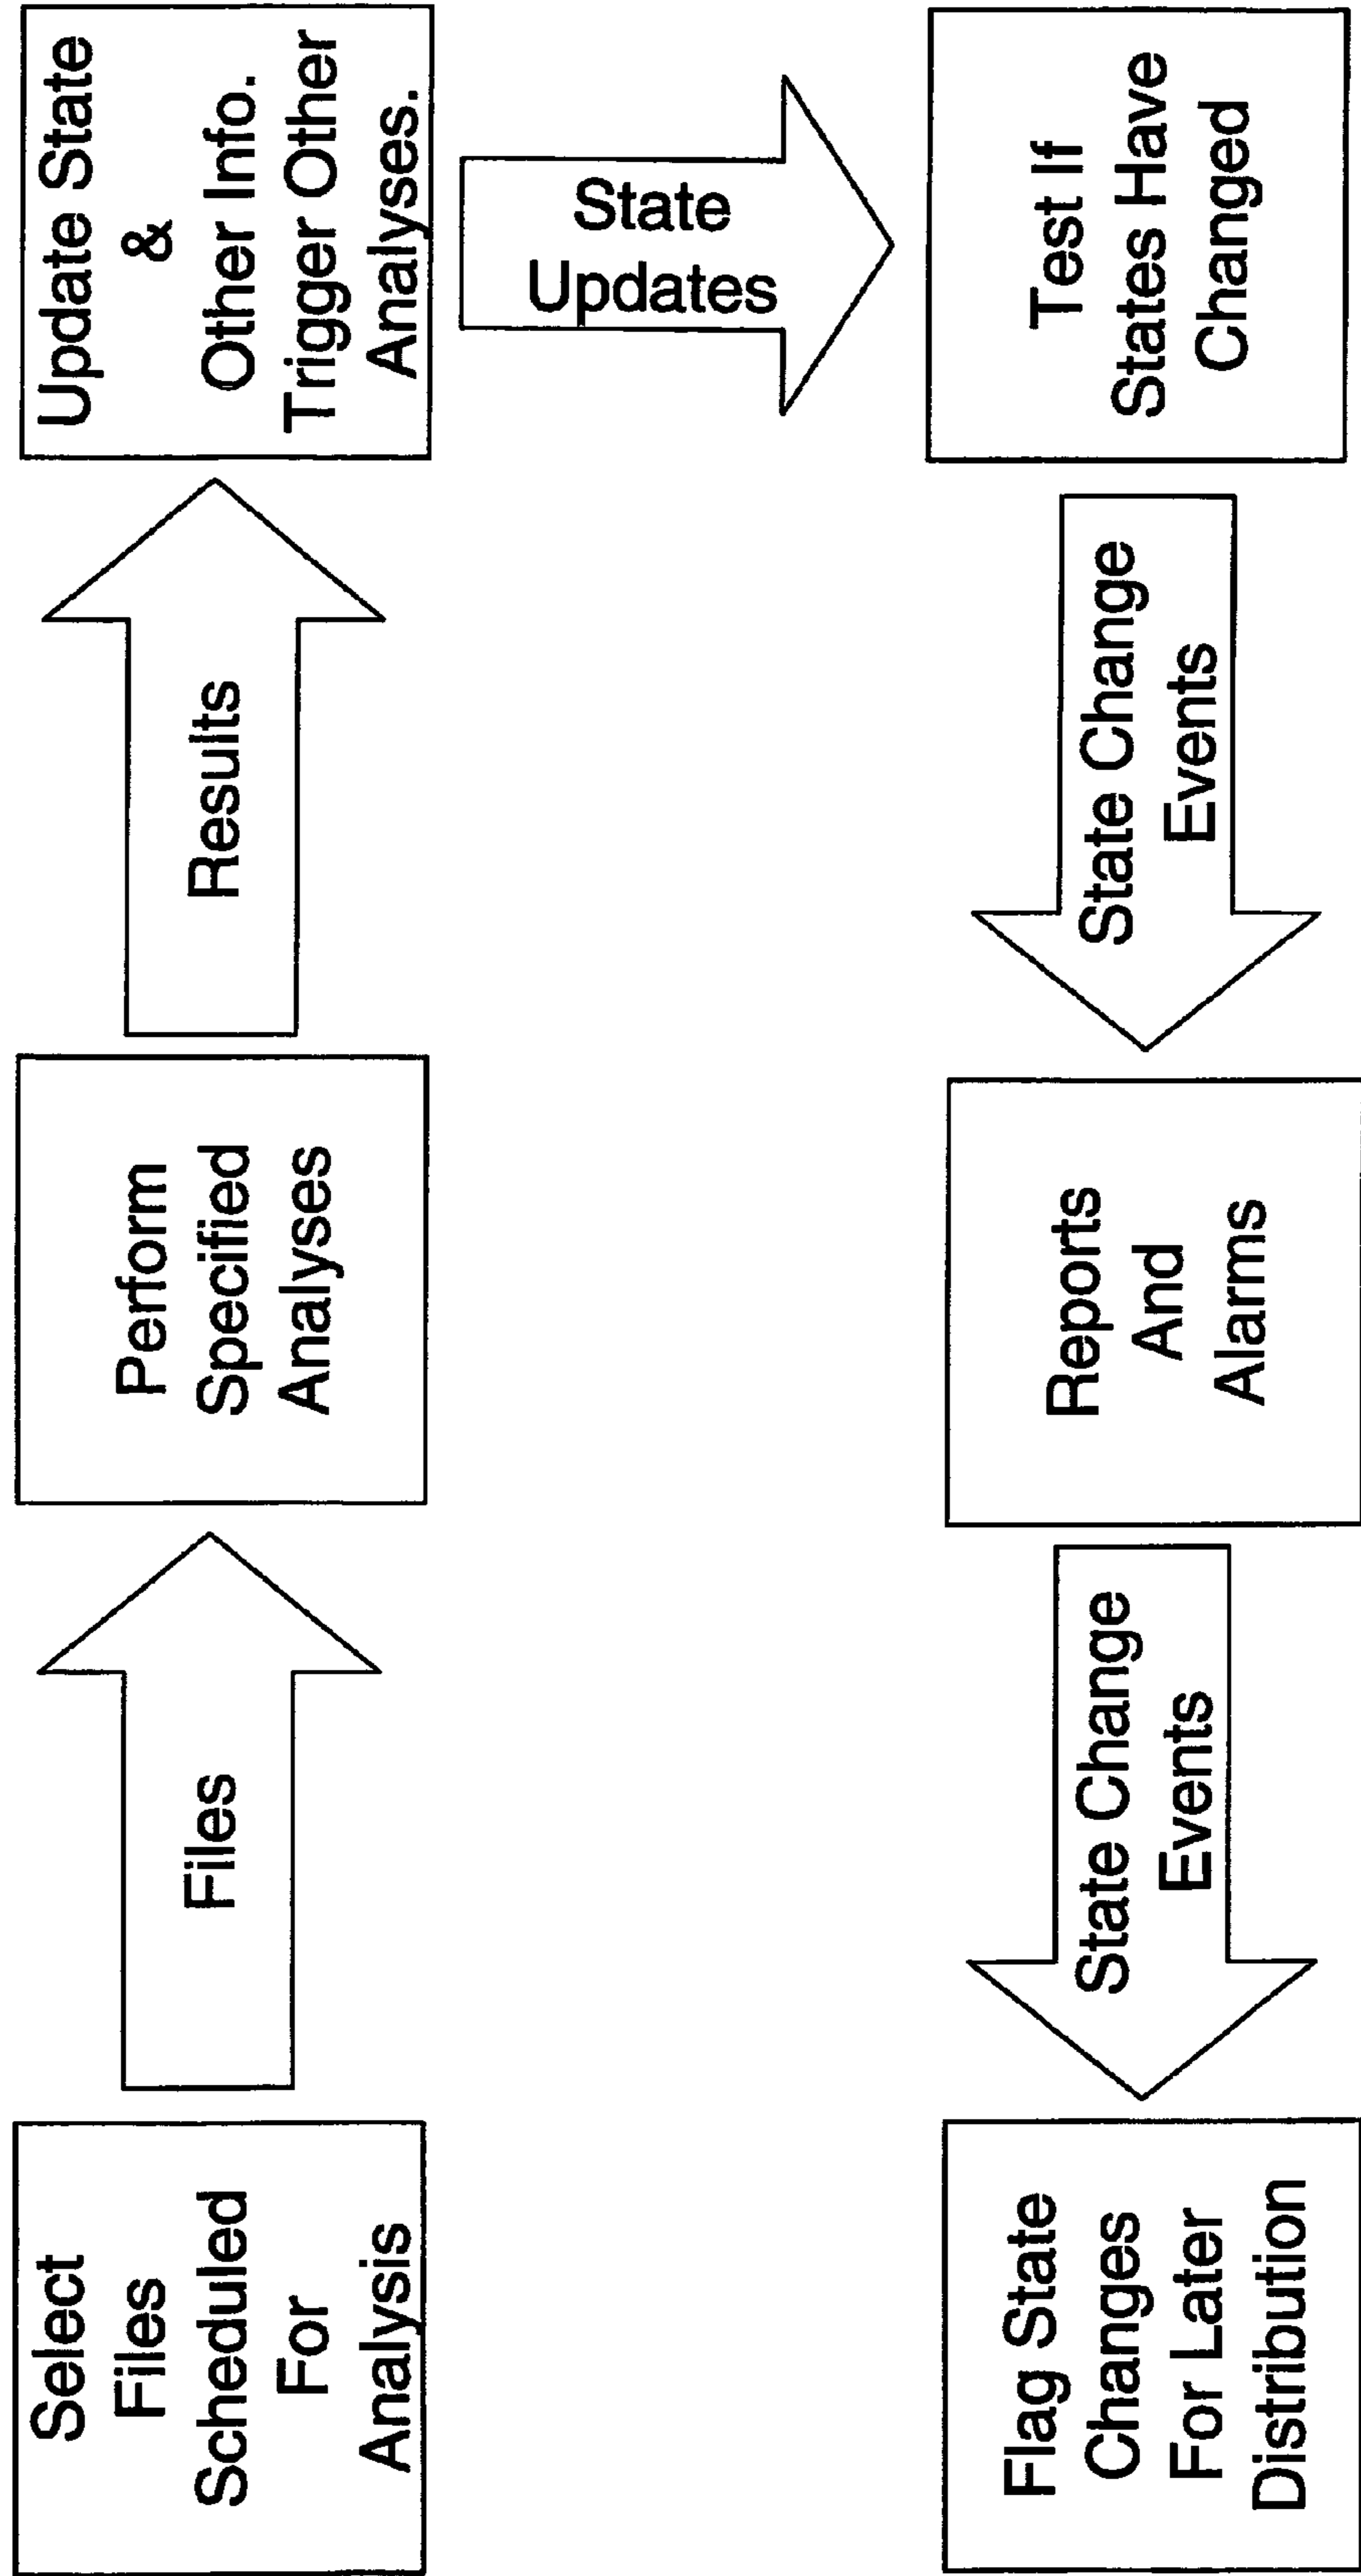 Select
Files
Scheduled
For
Analysis
Files
Perform
Specified
Analyses
Results
Update State
&
Other Info.
Trigger Other
Analyses.
State
Updates
Test If
States Have
Changed
State Change
Events
Reports
And
Alarms
State Change
Events
Flag State
Changes
For Later
Distribution